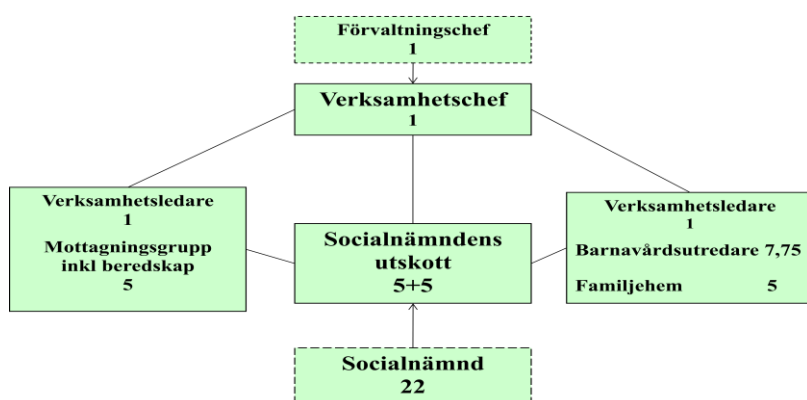 Förvaltningschef
1
Verksamhetschef
1
Verksamhetsledare
1
Mottagningsgrupp
inkl beredskap
5
Socialnämndens
utskott
5+5
Verksamhetsledare
1
Barnavårdsutredare 7,75
Familjehem 5
Socialnämnd
22